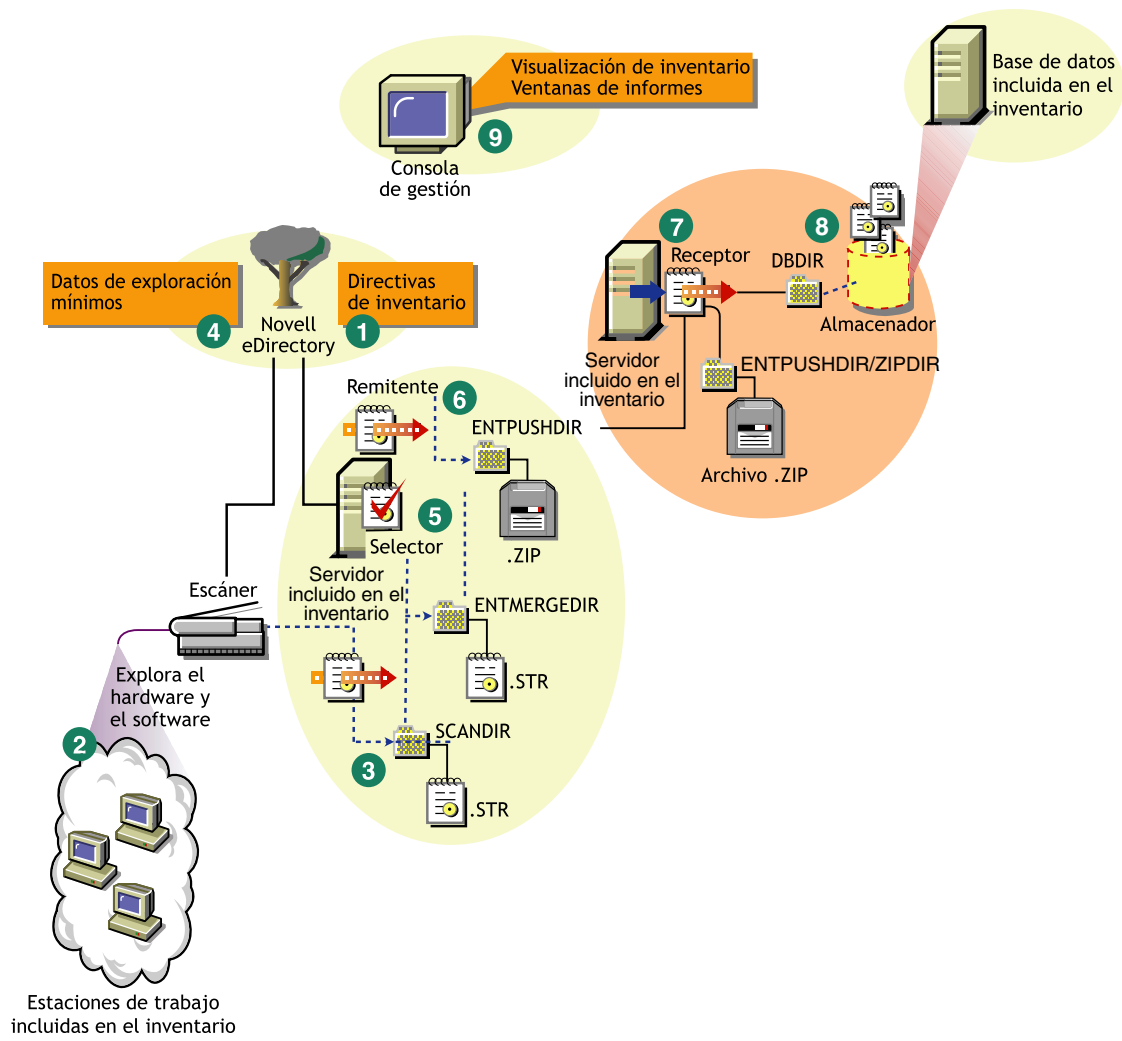 Visualización de inventario
Ventanas de informes
9
Consola
de gestión
Base de datos
incluida en el
inventario
7
Receptor
8
DBDIR
Almacenador
Servidor
incluido en el
inventario
ENTPUSHDIR/ZIPDIR
Archivo .ZIP
Datos de exploración
mínimos
4
Directivas
de inventario
1
Novell
eDirectory
Remitente
6
ENTPUSHDIR
.ZIP
5
Selector
Servidor
incluido en el
inventario
ENTMERGEDIR
.STR
Escáner
Explora el
hardware y
el software
SCANDIR
3
.STR
2
Estaciones de trabajo
incluidas en el inventario